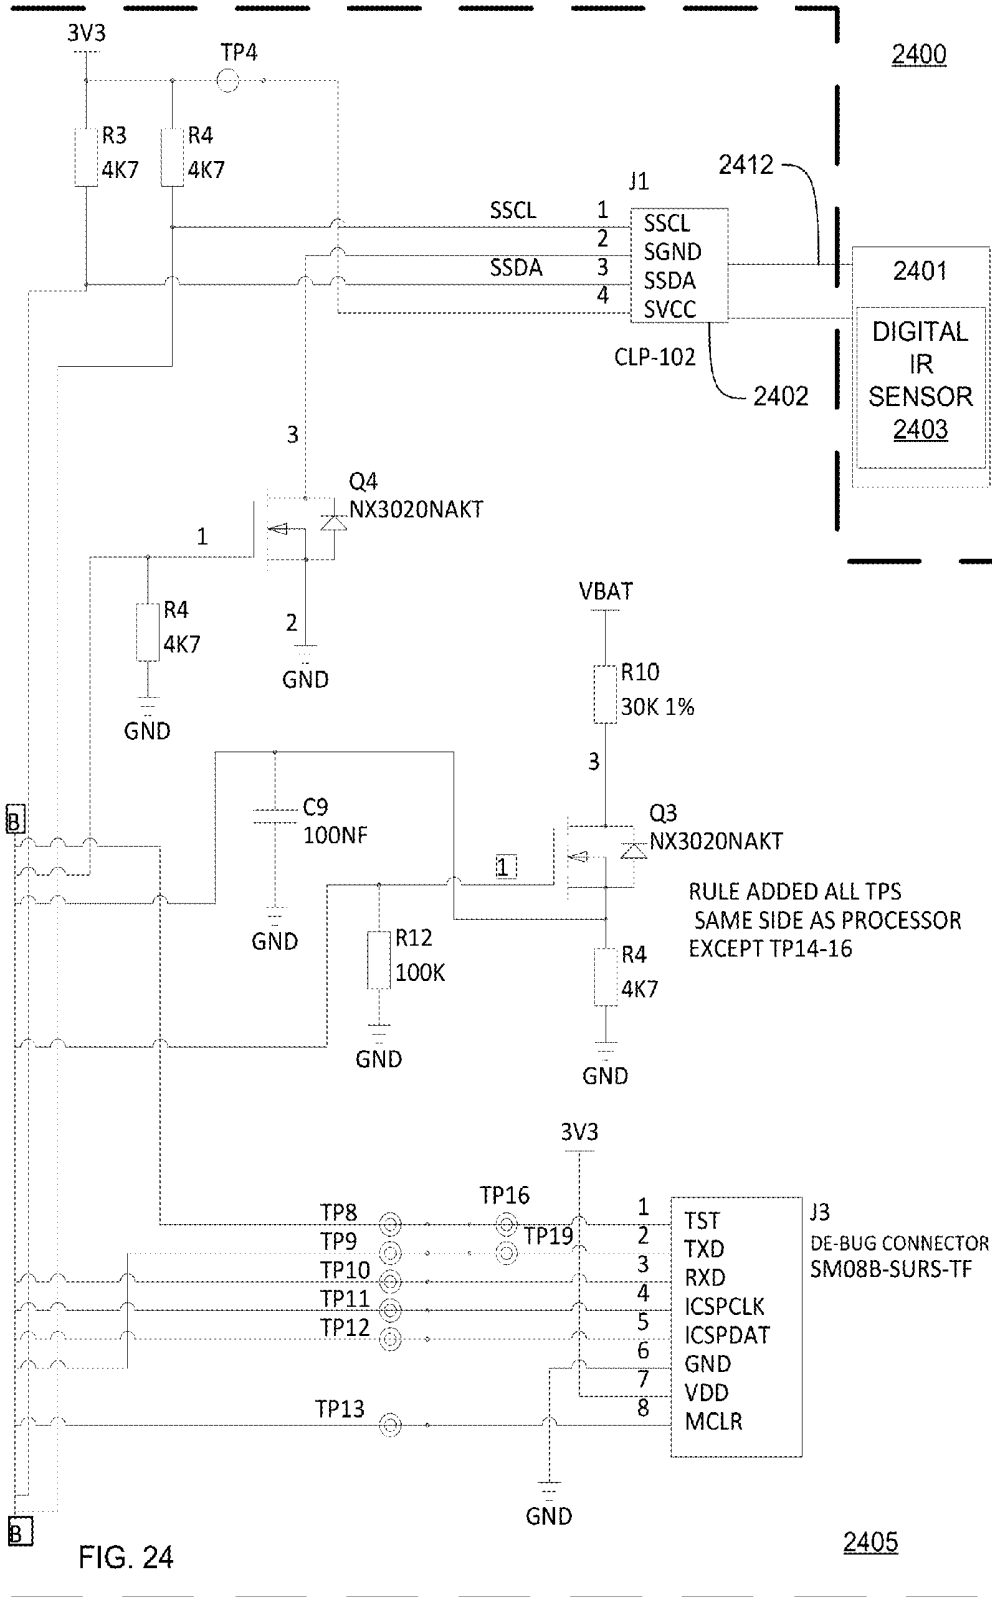 3V3
TP4
2400
R3
4K7
R4
4K7
2412
J1
SSCL
1
SSCL
2
SGND
SSDA
3
SSDA
4
SVCC
CLP-102
2402
2401
DIGITAL
IR
SENSOR
2403
3
Q4
NX3020NAKT
1
R4
4K7
2
GND
GND
VBAT
R10
30K 1%
3
B
C9
100NF
Q3
NX3020NAKT
1
RULE ADDED ALL TPS
SAME SIDE AS PROCESSOR
EXCEPT TP14-16
GND
R12
100K
R4
4K7
GND
GND
3V3
TP8
TP16
1
TST
J3
TP9
TP19
2
TXD
DE-BUG CONNECTOR
TP10
3
RXD
SM08B-SURS-TF
TP11
4
ICSPCLK
TP12
5
ICSPDAT
6
GND
7
VDD
TP13
8
MCLR
GND
B
FIG. 24
2405